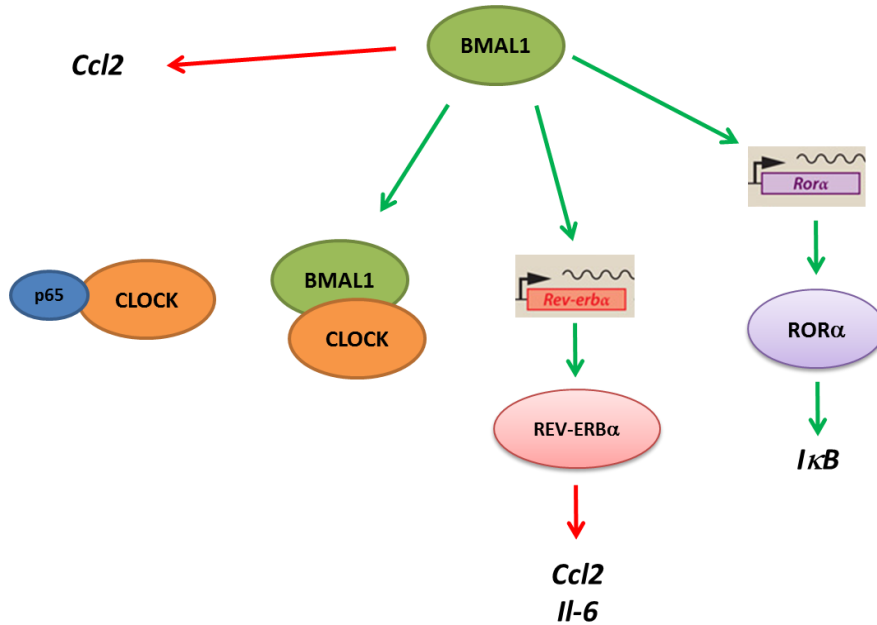 BMAL1
Ccl2
Rorα
p65
CLOCK
BMAL1
CLOCK
Rev-erbα
RORα
REV-ERBα
IκB
Ccl2
Il-6